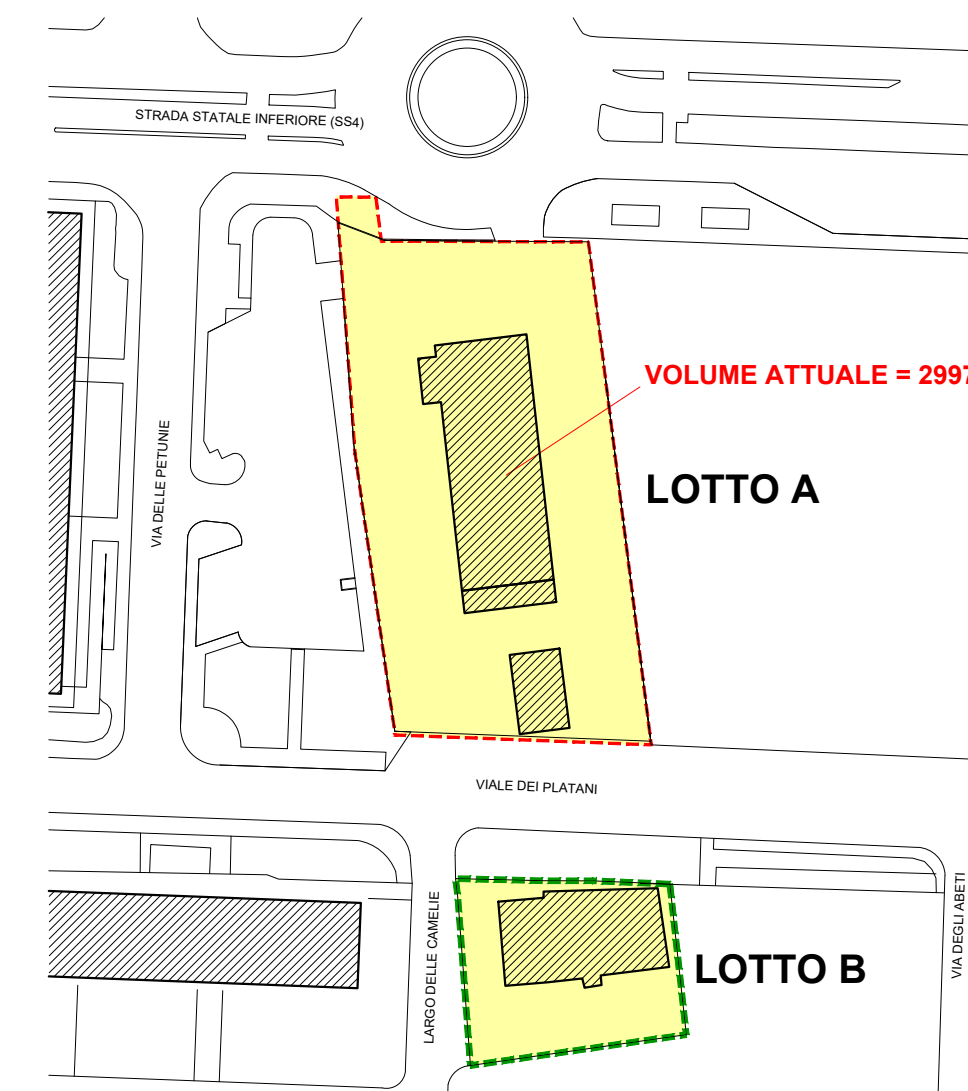 STRADA STATALE INFERIORE (SS4)
VOLUME ATTUALE = 2997
VIA DELLE PETUNIE
LOTTO A
VIALE DEI PLATANI
LARGO DELLE CAMELIE
LOTTO B
VIA DEGLI ABETI